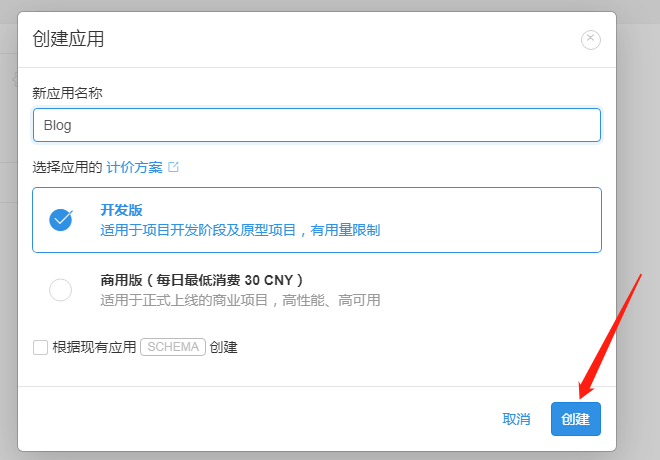 创建应用
新应用名称
Blog
选择应用的 计价方案
开发版
适用于项目开发阶段及原型项目，有用量限制
商用版（每日最低消费 30 CNY）
适用于正式上线的商业项目，高性能、高可用
根据现有应用 SCHEMA 创建
取消 创建